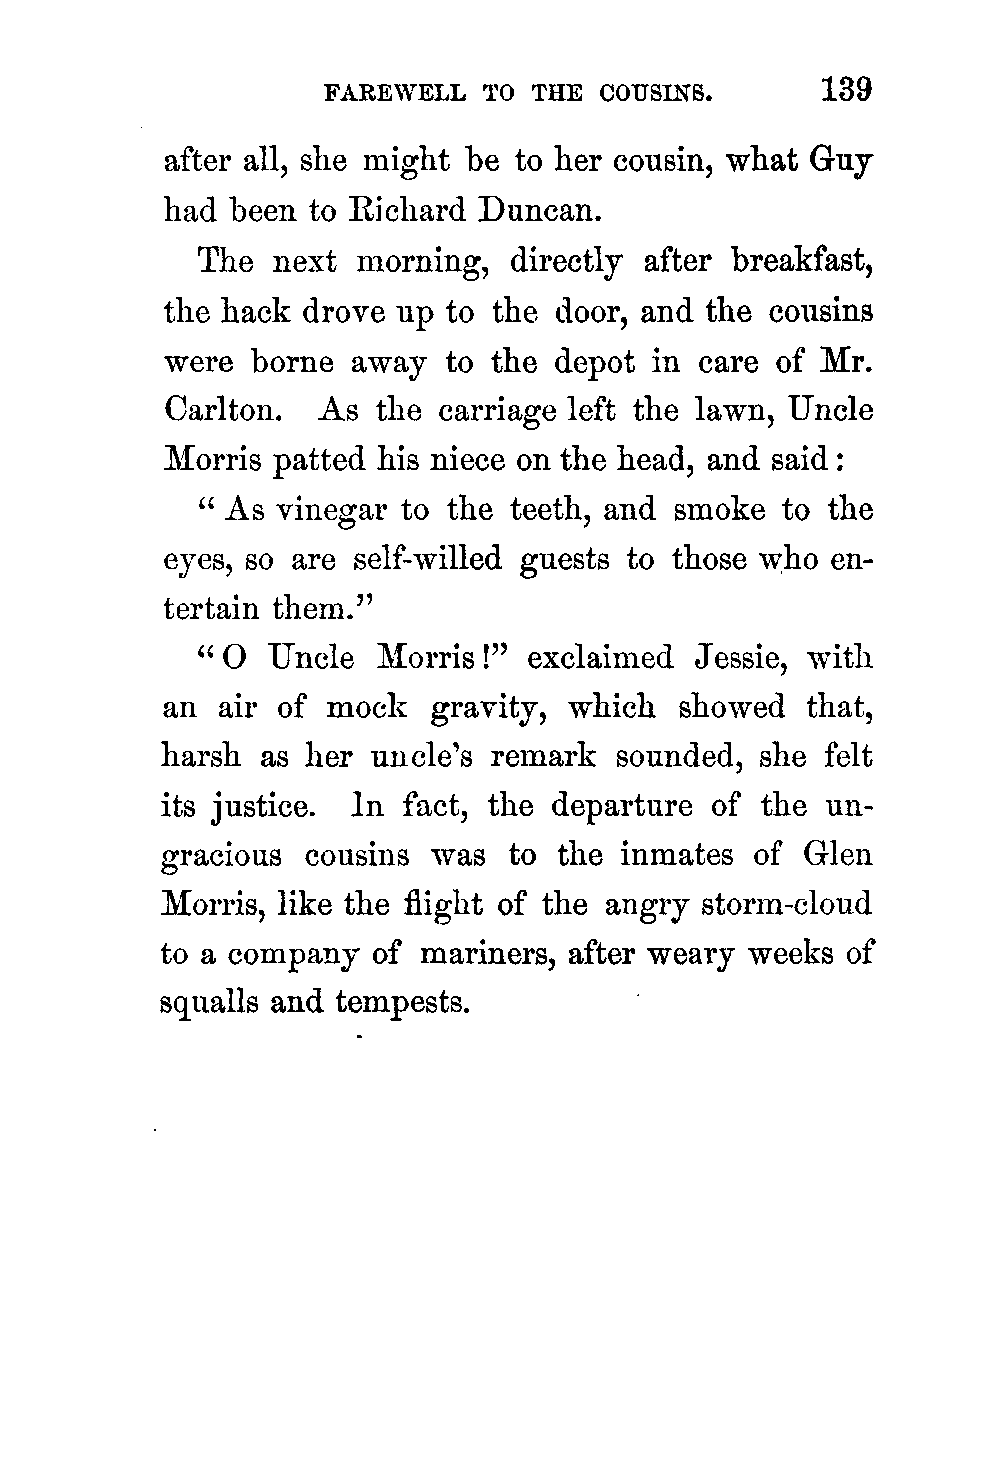 FAREWELL TO THE COUSINS. 139
after all, she might be to her cousin, what Guy
had been to Richard Duncan.
The next morning, directly after breakfast,
the hack drove up to the door, and the cousins
were borne away to the depot in care of Mr.
Carlton. As the carriage left the lawn, Uncle
Morris patted his niece on the head, and said:
"As vinegar to the teeth, and smoke to the
eyes, so are self-willed guests to those who en-
tertain them."
"O Uncle Morris!" exclaimed Jessie, with
an air of mock gravity, which showed that,
harsh as her uncle's remark sounded, she felt
its justice. In fact, the departure of the un-
gracious cousins was to the inmates of Glen
Morris, like the flight of the angry storm-cloud
to a company of mariners, after weary weeks of
squalls and tempests.